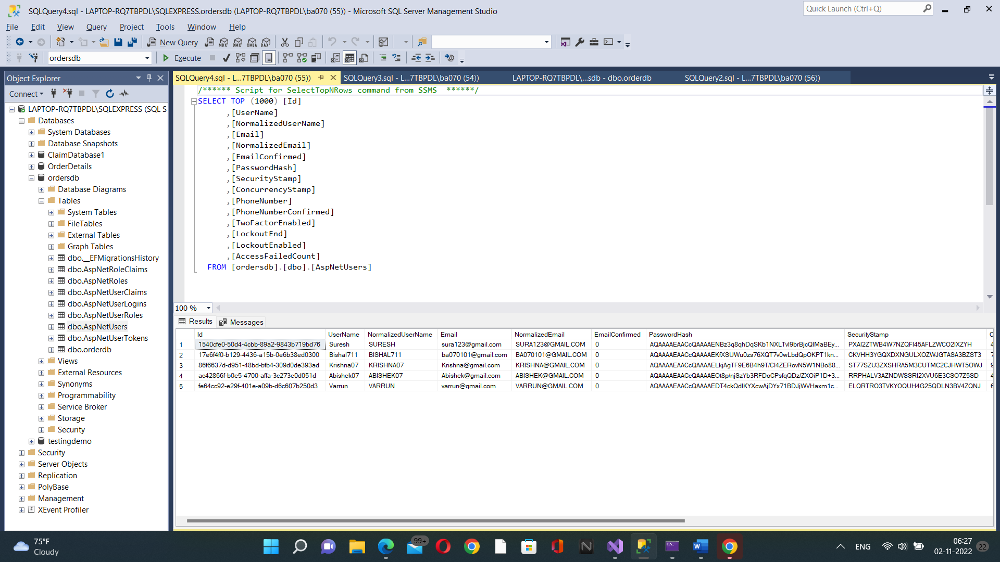 SQLQuery4.sql - LAPTOP-RQ7TBPDL\SQLEXPRESS.ordersdb (LAPTOP-RQ7TBPDL\ba070 (55)) - Microsoft SQL Server Management Studio
Quick Launch (Ctrl+Q)
File Edit View Query Project Tools Window Help
New Query MDX DMX XMLA DAX
ordersdb Execute
Object Explorer
Connect
LAPTOP-RQ7TBPDL\SQLEXPRESS (SQL S
Databases
System Databases
Database Snapshots
ClaimDatabase1
OrderDetails
ordersdb
Database Diagrams
Tables
System Tables
FileTables
External Tables
Graph Tables
dbo.__EFMigrationsHistory
dbo.AspNetRoleClaims
dbo.AspNetRoles
dbo.AspNetUserClaims
dbo.AspNetUserLogins
dbo.AspNetUserRoles
dbo.AspNetUsers
dbo.AspNetUserTokens
dbo.orderdb
Views
External Resources
Synonyms
Programmability
Service Broker
Storage
Security
testingdemo
Security
Server Objects
Replication
PolyBase
Management
XEvent Profiler
SQLQuery4.sql - L...7TBPDL\ba070 (55)) SQLQuery3.sql - L...7TBPDL\ba070 (54)) LAPTOP-RQ7TBPDL\...sdb - dbo.orderdb SQLQuery2.sql - L...7TBPDL\ba070 (56))
/****** Script for SelectTopNRows command from SSMS ******/
SELECT TOP (1000) [Id]
,[UserName]
,[NormalizedUserName]
,[Email]
,[NormalizedEmail]
,[EmailConfirmed]
,[PasswordHash]
,[SecurityStamp]
,[ConcurrencyStamp]
,[PhoneNumber]
,[PhoneNumberConfirmed]
,[TwoFactorEnabled]
,[LockoutEnd]
,[LockoutEnabled]
,[AccessFailedCount]
FROM [ordersdb].[dbo].[AspNetUsers]
100 %
Results Messages
Id UserName NormalizedUserName Email NormalizedEmail EmailConfirmed PasswordHash SecurityStamp C
1 1540cfe0-50d4-4cbb-89a2-9843b719bd76 Suresh SURESH sura123@gmail.com SURA123@GMAIL.COM 0 4
2 17e6f4f0-b129-4436-a15b-0e6b38ed0300 Bishal711 BISHAL711 ba070101@gmail.com BA070101@GMAIL.COM 0 CKVHH3YGQXDXNGULXOZWJGTASA3BZST3 7
3 86f6637d-d951-48bd-bfb4-309d0de393ad Krishna07 KRISHNA07 Krishna@gmail.com KRISHNA@GMAIL.COM 0 ST77SZU3ZXSHRA5M3CUTMC2CJHWT5OWJ 9
4 ac42866f-b0e5-4700-affa-3c273e0d051d Abishek07 ABISHEK07 Abishek@gmail.com ABISHEK@GMAIL.COM 0 4
5 fe64cc92-e29f-401e-a09b-d6c607b250d3 Varrun VARRUN varrun@gmail.com VARRUN@GMAIL.COM 0 ELQRTRO3TVKYOQUH4G25QDLN3BV4ZQNJ 6
75°F
Cloudy
99+
ENG
06:27
02-11-2022
22